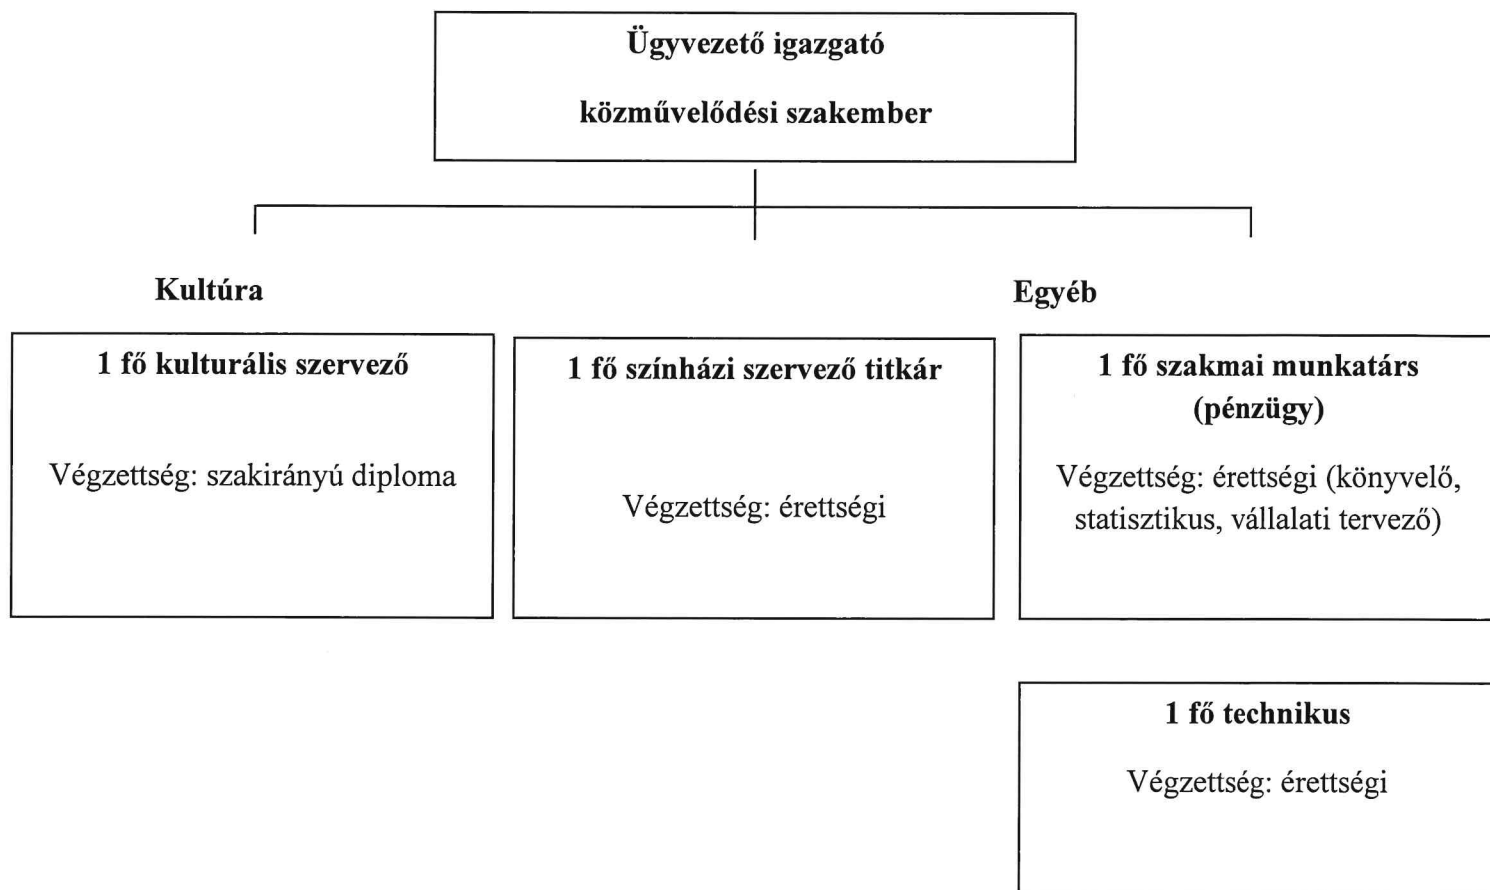 Ügyvezető igazgató
közművelődési szakember
Kultúra
Egyéb
1 fő kulturális szervező
Végzettség: szakirányú diploma
1 fő színházi szervező titkár
Végzettség: érettségi
1 fő szakmai munkatárs
(pénzügy)
Végzettség: érettségi (könyvelő,
statisztikus, vállalati tervező)
1 fő technikus
Végzettség: érettségi